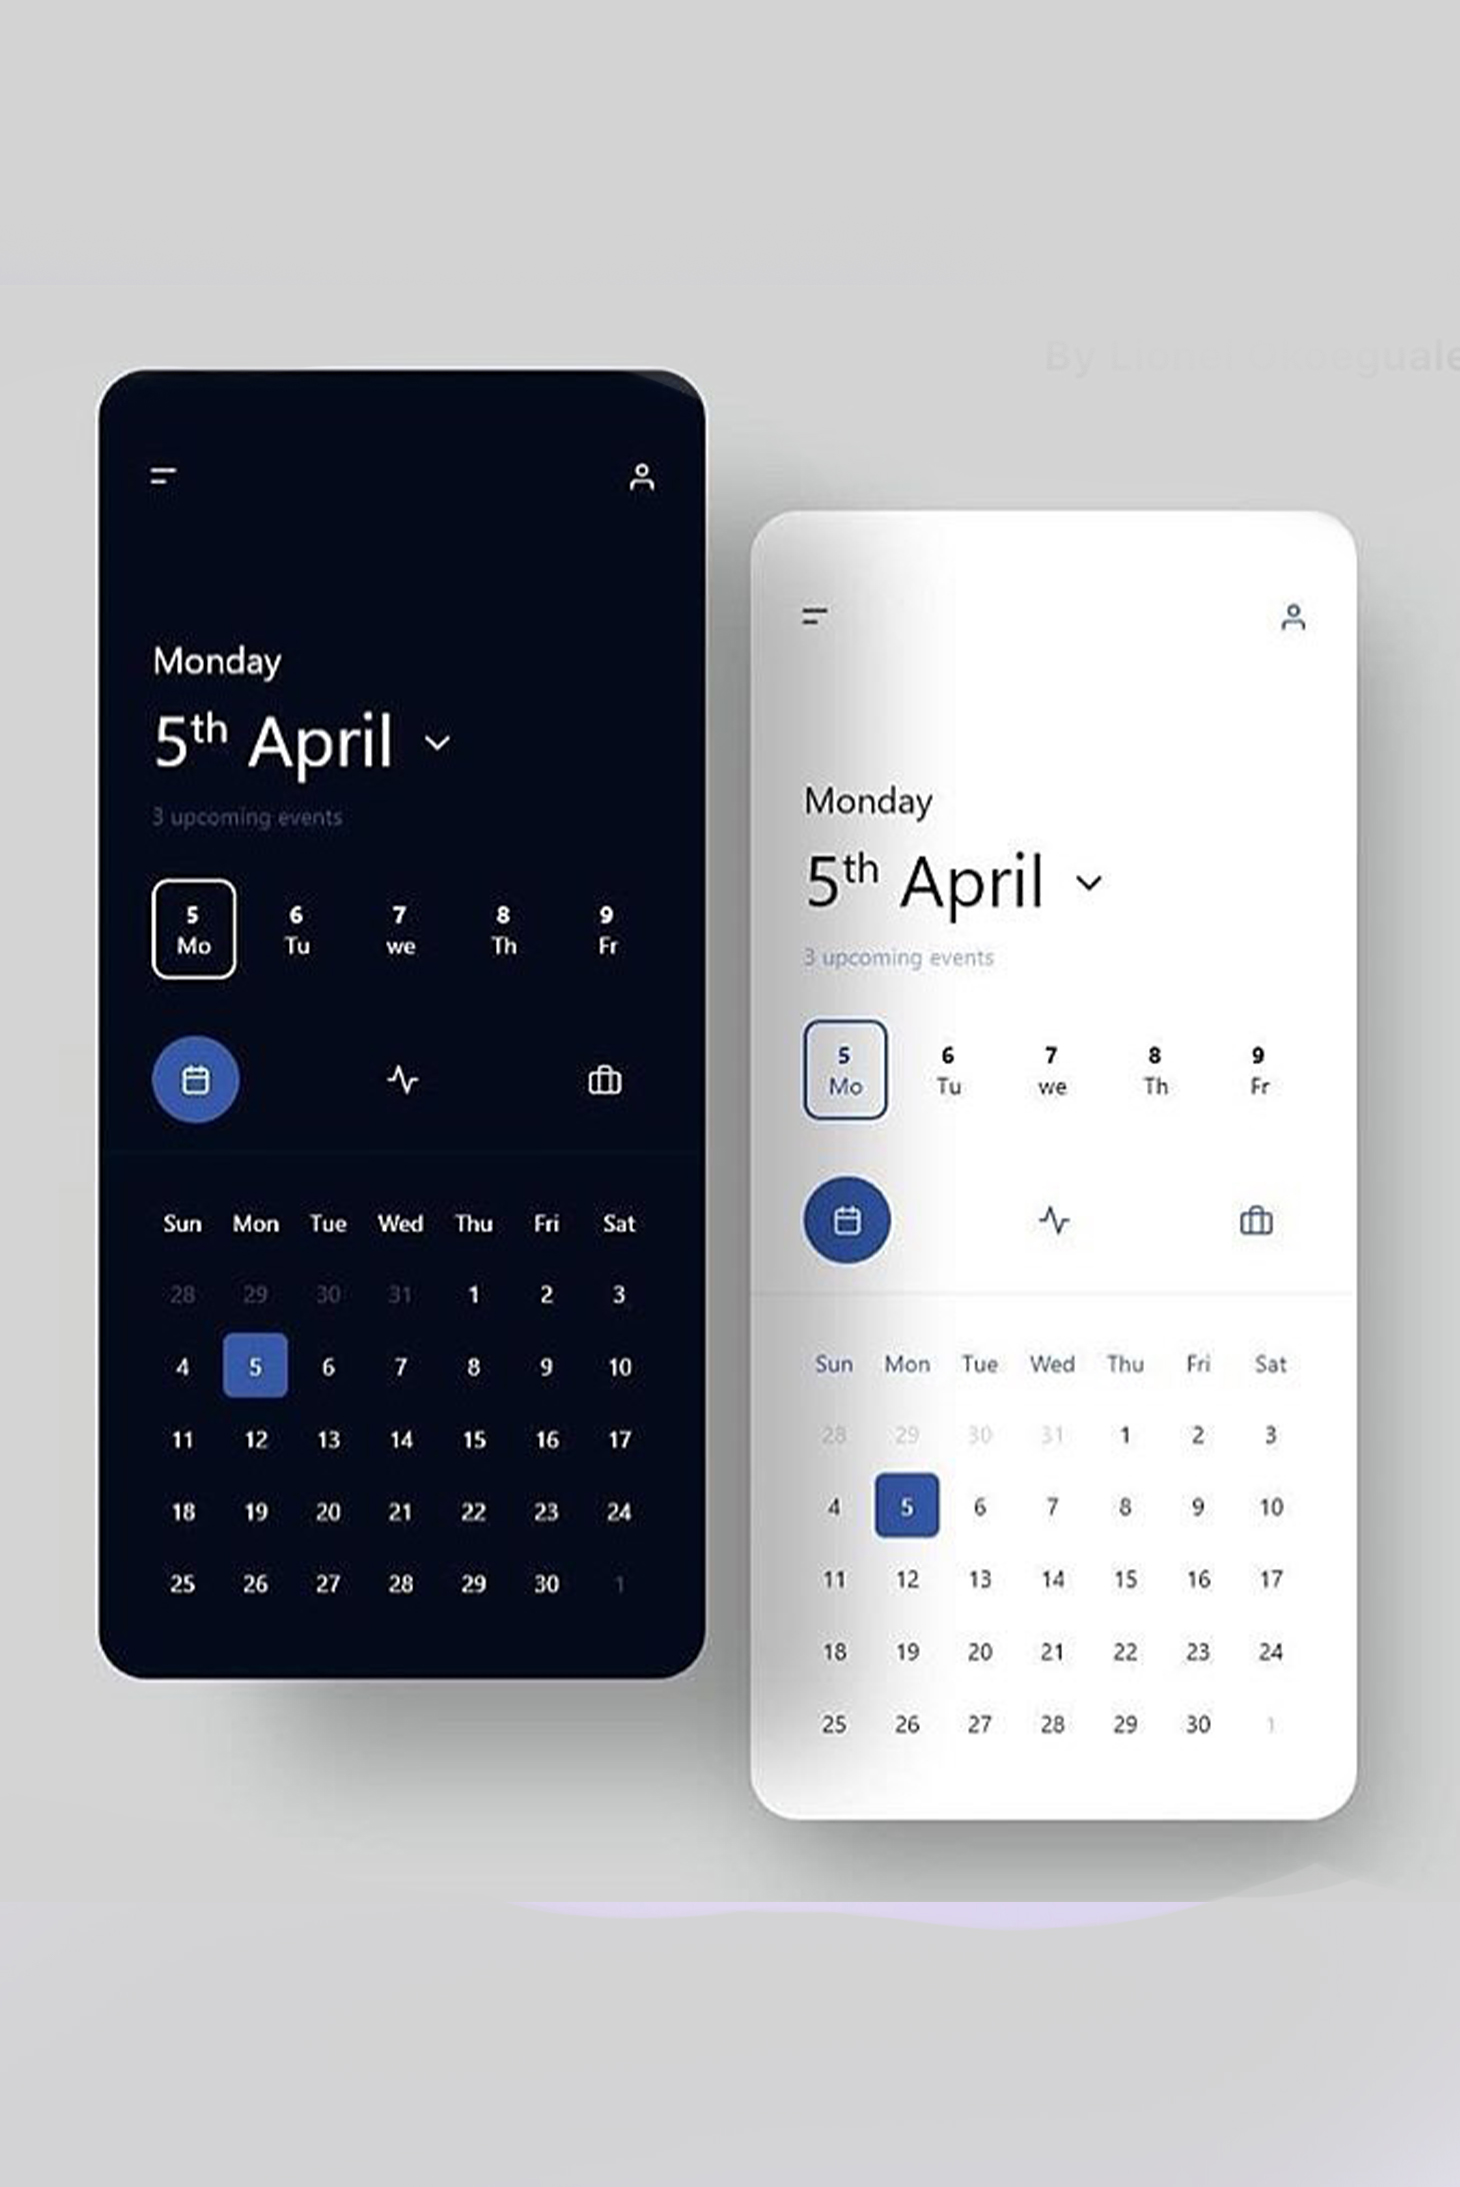 By Lionel Okoeguale
Monday
5th April
3 upcoming events
5 6 7 8 9
Mo Tu we Th Fr
Sun Mon Tue Wed Thu Fri Sat
28 29 30 31 1 2 3
4 5 6 7 8 9 10
11 12 13 14 15 16 17
18 19 20 21 22 23 24
25 26 27 28 29 30 1
Monday
5th April
3 upcoming events
5 6 7 8 9
Mo Tu we Th Fr
Sun Mon Tue Wed Thu Fri Sat
28 29 30 31 1 2 3
4 5 6 7 8 9 10
11 12 13 14 15 16 17
18 19 20 21 22 23 24
25 26 27 28 29 30 1